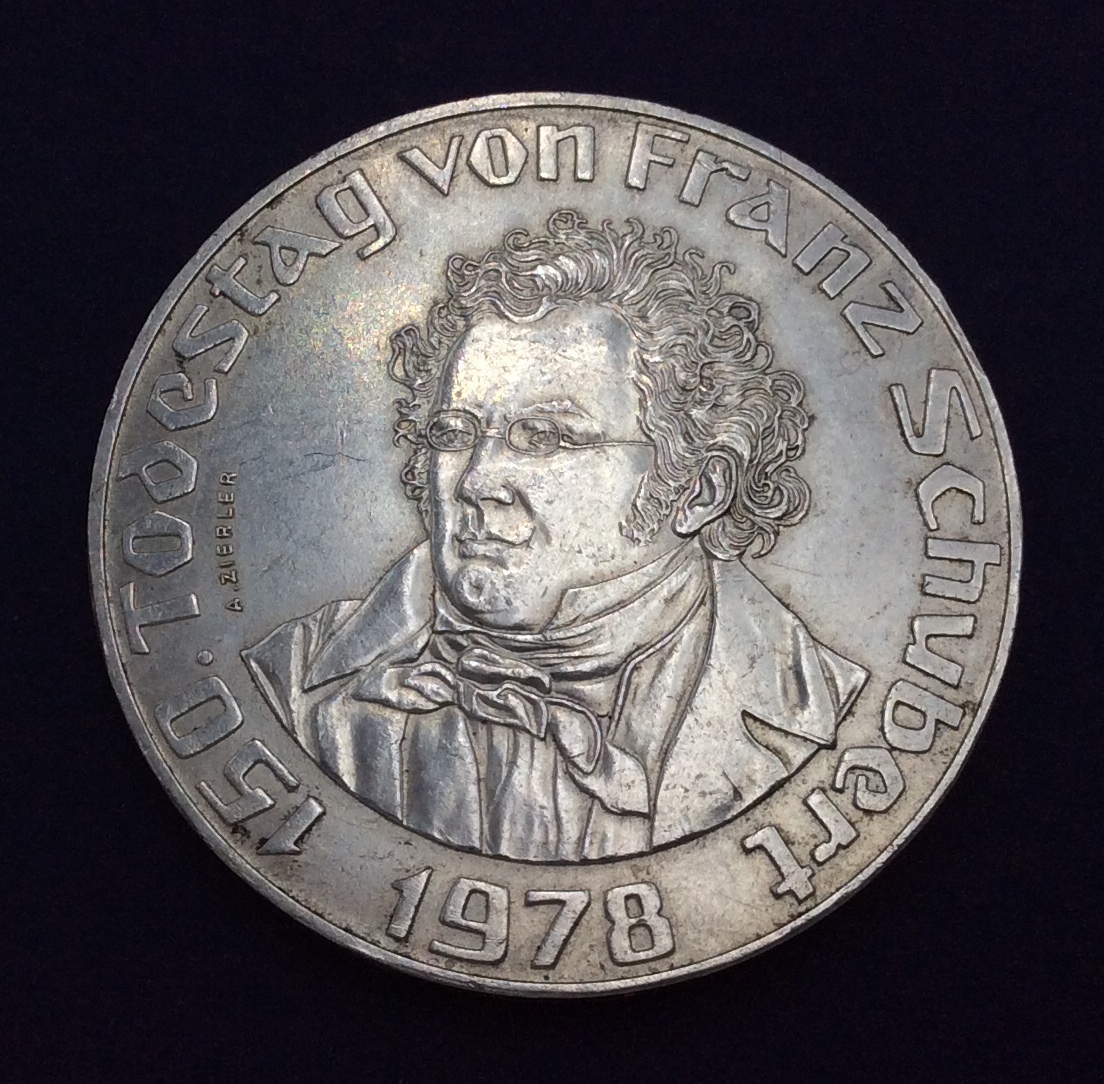 150. Todestag von Franz Schubert
A. ZIERLER
1978